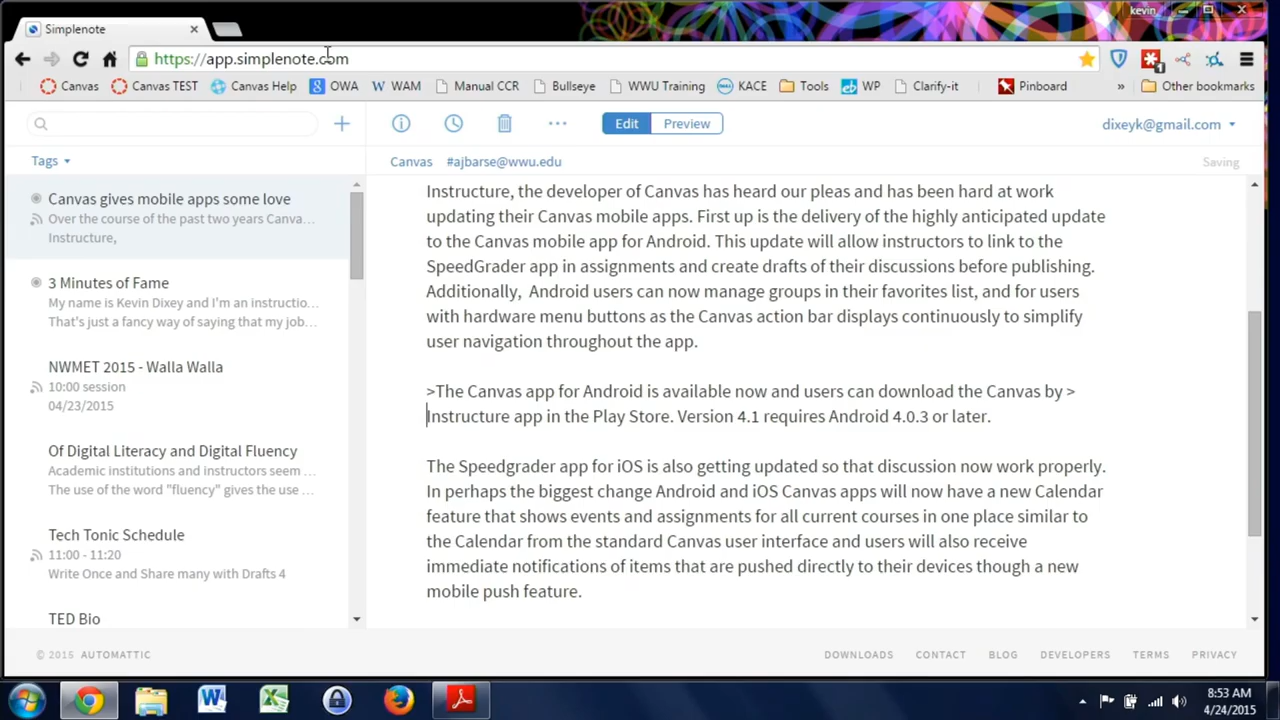 Simplenote
kevin
https://app.simplenote.com
Canvas
Canvas TEST
Canvas Help
OWA
WAM
Manual CCR
Bullseye
WWU Training
KACE
Tools
WP
Clarify-it
Pinboard
»
Other bookmarks
Edit
Preview
dixeyk@gmail.com
Tags
Canvas
#ajbarse@wwu.edu
Saving
Canvas gives mobile apps some love
Over the course of the past two years Canva...
Instructure,
3 Minutes of Fame
My name is Kevin Dixey and I'm an instructio...
That's just a fancy way of saying that my job...
NWMET 2015 - Walla Walla
10:00 session
04/23/2015
Of Digital Literacy and Digital Fluency
Academic institutions and instructors seem ...
The use of the word "fluency" gives the use ...
Tech Tonic Schedule
11:00 - 11:20
Write Once and Share many with Drafts 4
TED Bio
Instructure, the developer of Canvas has heard our pleas and has been hard at work
updating their Canvas mobile apps. First up is the delivery of the highly anticipated update
to the Canvas mobile app for Android. This update will allow instructors to link to the
SpeedGrader app in assignments and create drafts of their discussions before publishing.
Additionally,  Android users can now manage groups in their favorites list, and for users
with hardware menu buttons as the Canvas action bar displays continuously to simplify
user navigation throughout the app.
>The Canvas app for Android is available now and users can download the Canvas by >
Instructure app in the Play Store. Version 4.1 requires Android 4.0.3 or later.
The Speedgrader app for iOS is also getting updated so that discussion now work properly.
In perhaps the biggest change Android and iOS Canvas apps will now have a new Calendar
feature that shows events and assignments for all current courses in one place similar to
the Calendar from the standard Canvas user interface and users will also receive
immediate notifications of items that are pushed directly to their devices though a new
mobile push feature.
© 2015 AUTOMATTIC
DOWNLOADS
CONTACT
BLOG
DEVELOPERS
TERMS
PRIVACY
8:53 AM
4/24/2015